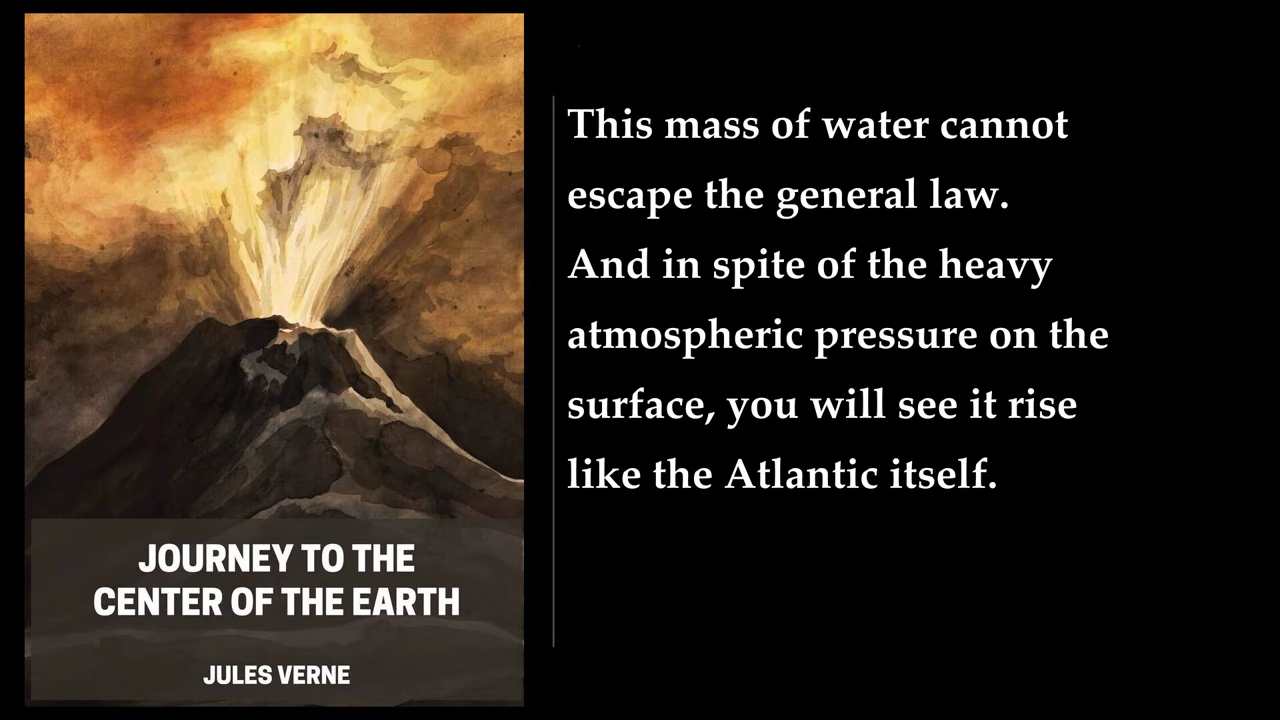 JOURNEY TO THE
CENTER OF THE EARTH
JULES VERNE
This mass of water cannot
escape the general law.
And in spite of the heavy
atmospheric pressure on the
surface, you will see it rise
like the Atlantic itself.